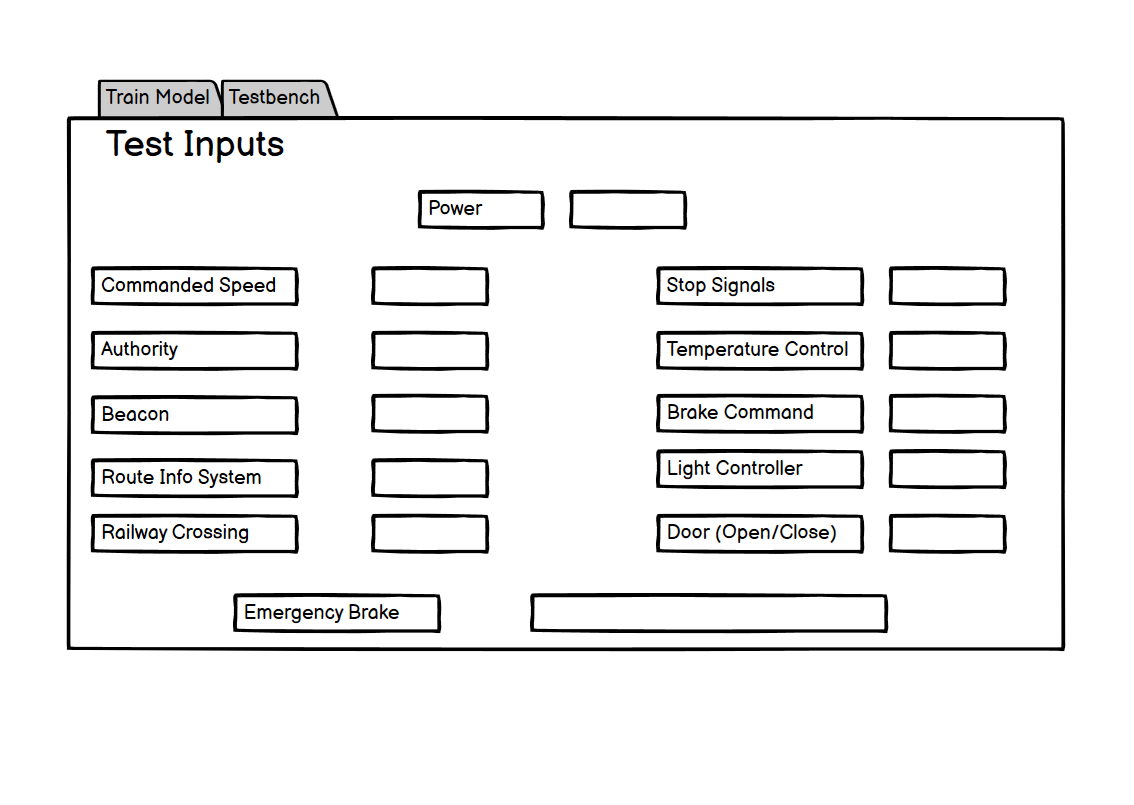 Train Model
Testbench
Test Inputs
Power
Commanded Speed
Stop Signals
Authority
Temperature Control
Beacon
Brake Command
Route Info System
Light Controller
Railway Crossing
Door (Open/Close)
Emergency Brake